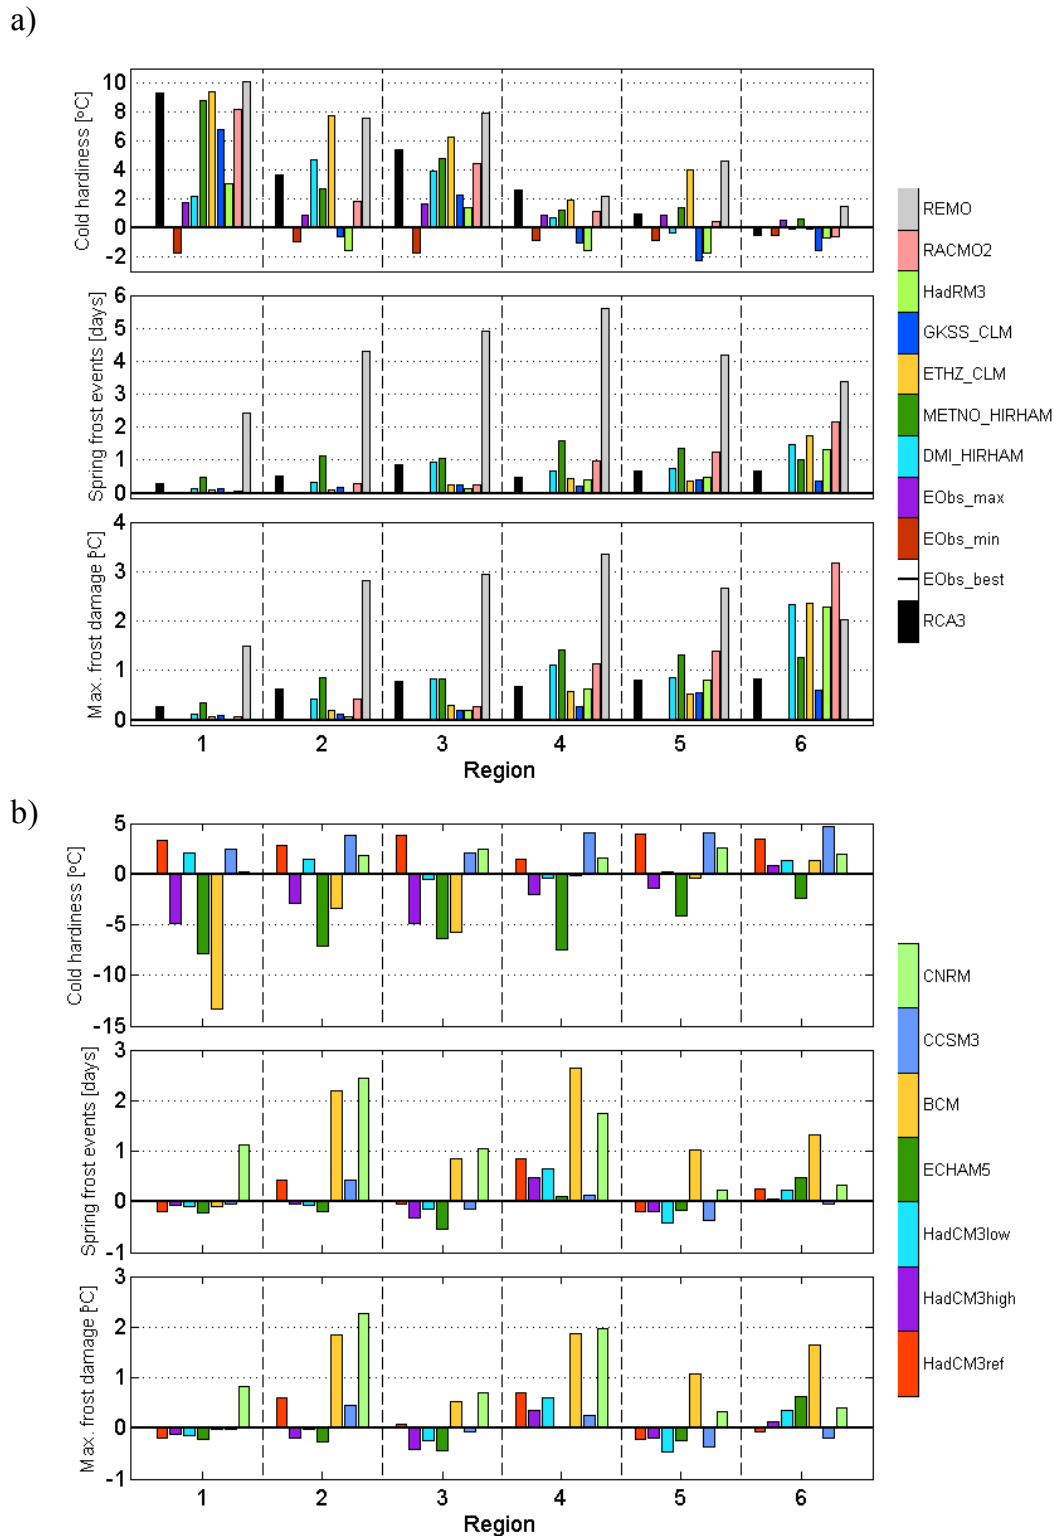 a)
Cold hardiness [ºC]
10
8
6
4
2
0
-2
Spring frost events [days]
6
5
4
3
2
1
0
Max. frost damage [ºC]
4
3
2
1
0
1 2 3 4 5 6
Region
REMO
RACMO2
HadRM3
GKSS_CLM
ETHZ_CLM
METNO_HIRHAM
DMI_HIRHAM
EObs_max
EObs_min
EObs_best
RCA3
b)
Cold hardiness [ºC]
5
0
-5
-10
-15
Spring frost events [days]
3
2
1
0
-1
Max. frost damage [ºC]
3
2
1
0
-1
1 2 3 4 5 6
Region
CNRM
CCSM3
BCM
ECHAM5
HadCM3low
HadCM3high
HadCM3ref